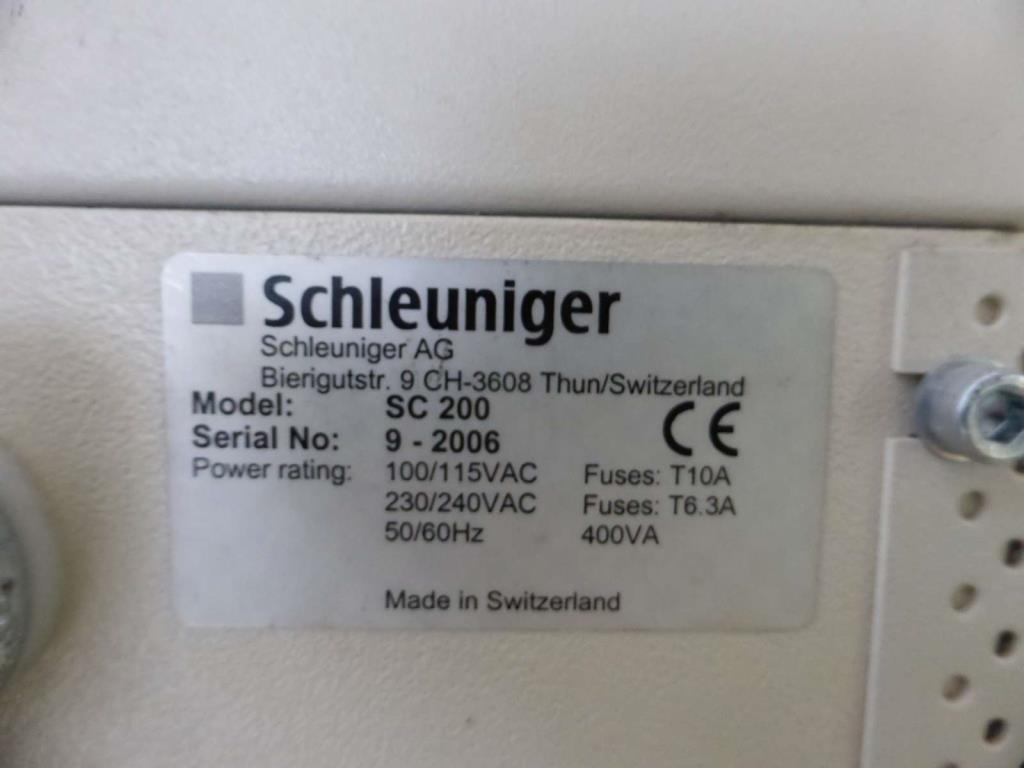 Schleuniger
Schleuniger AG
Bierigutstr. 9 CH-3608 Thun/Switzerland
Model: SC 200
Serial No: 9 - 2006 CE
Power rating: 100/115VAC Fuses: T10A
230/240VAC Fuses: T6.3A
50/60Hz 400VA
Made in Switzerland